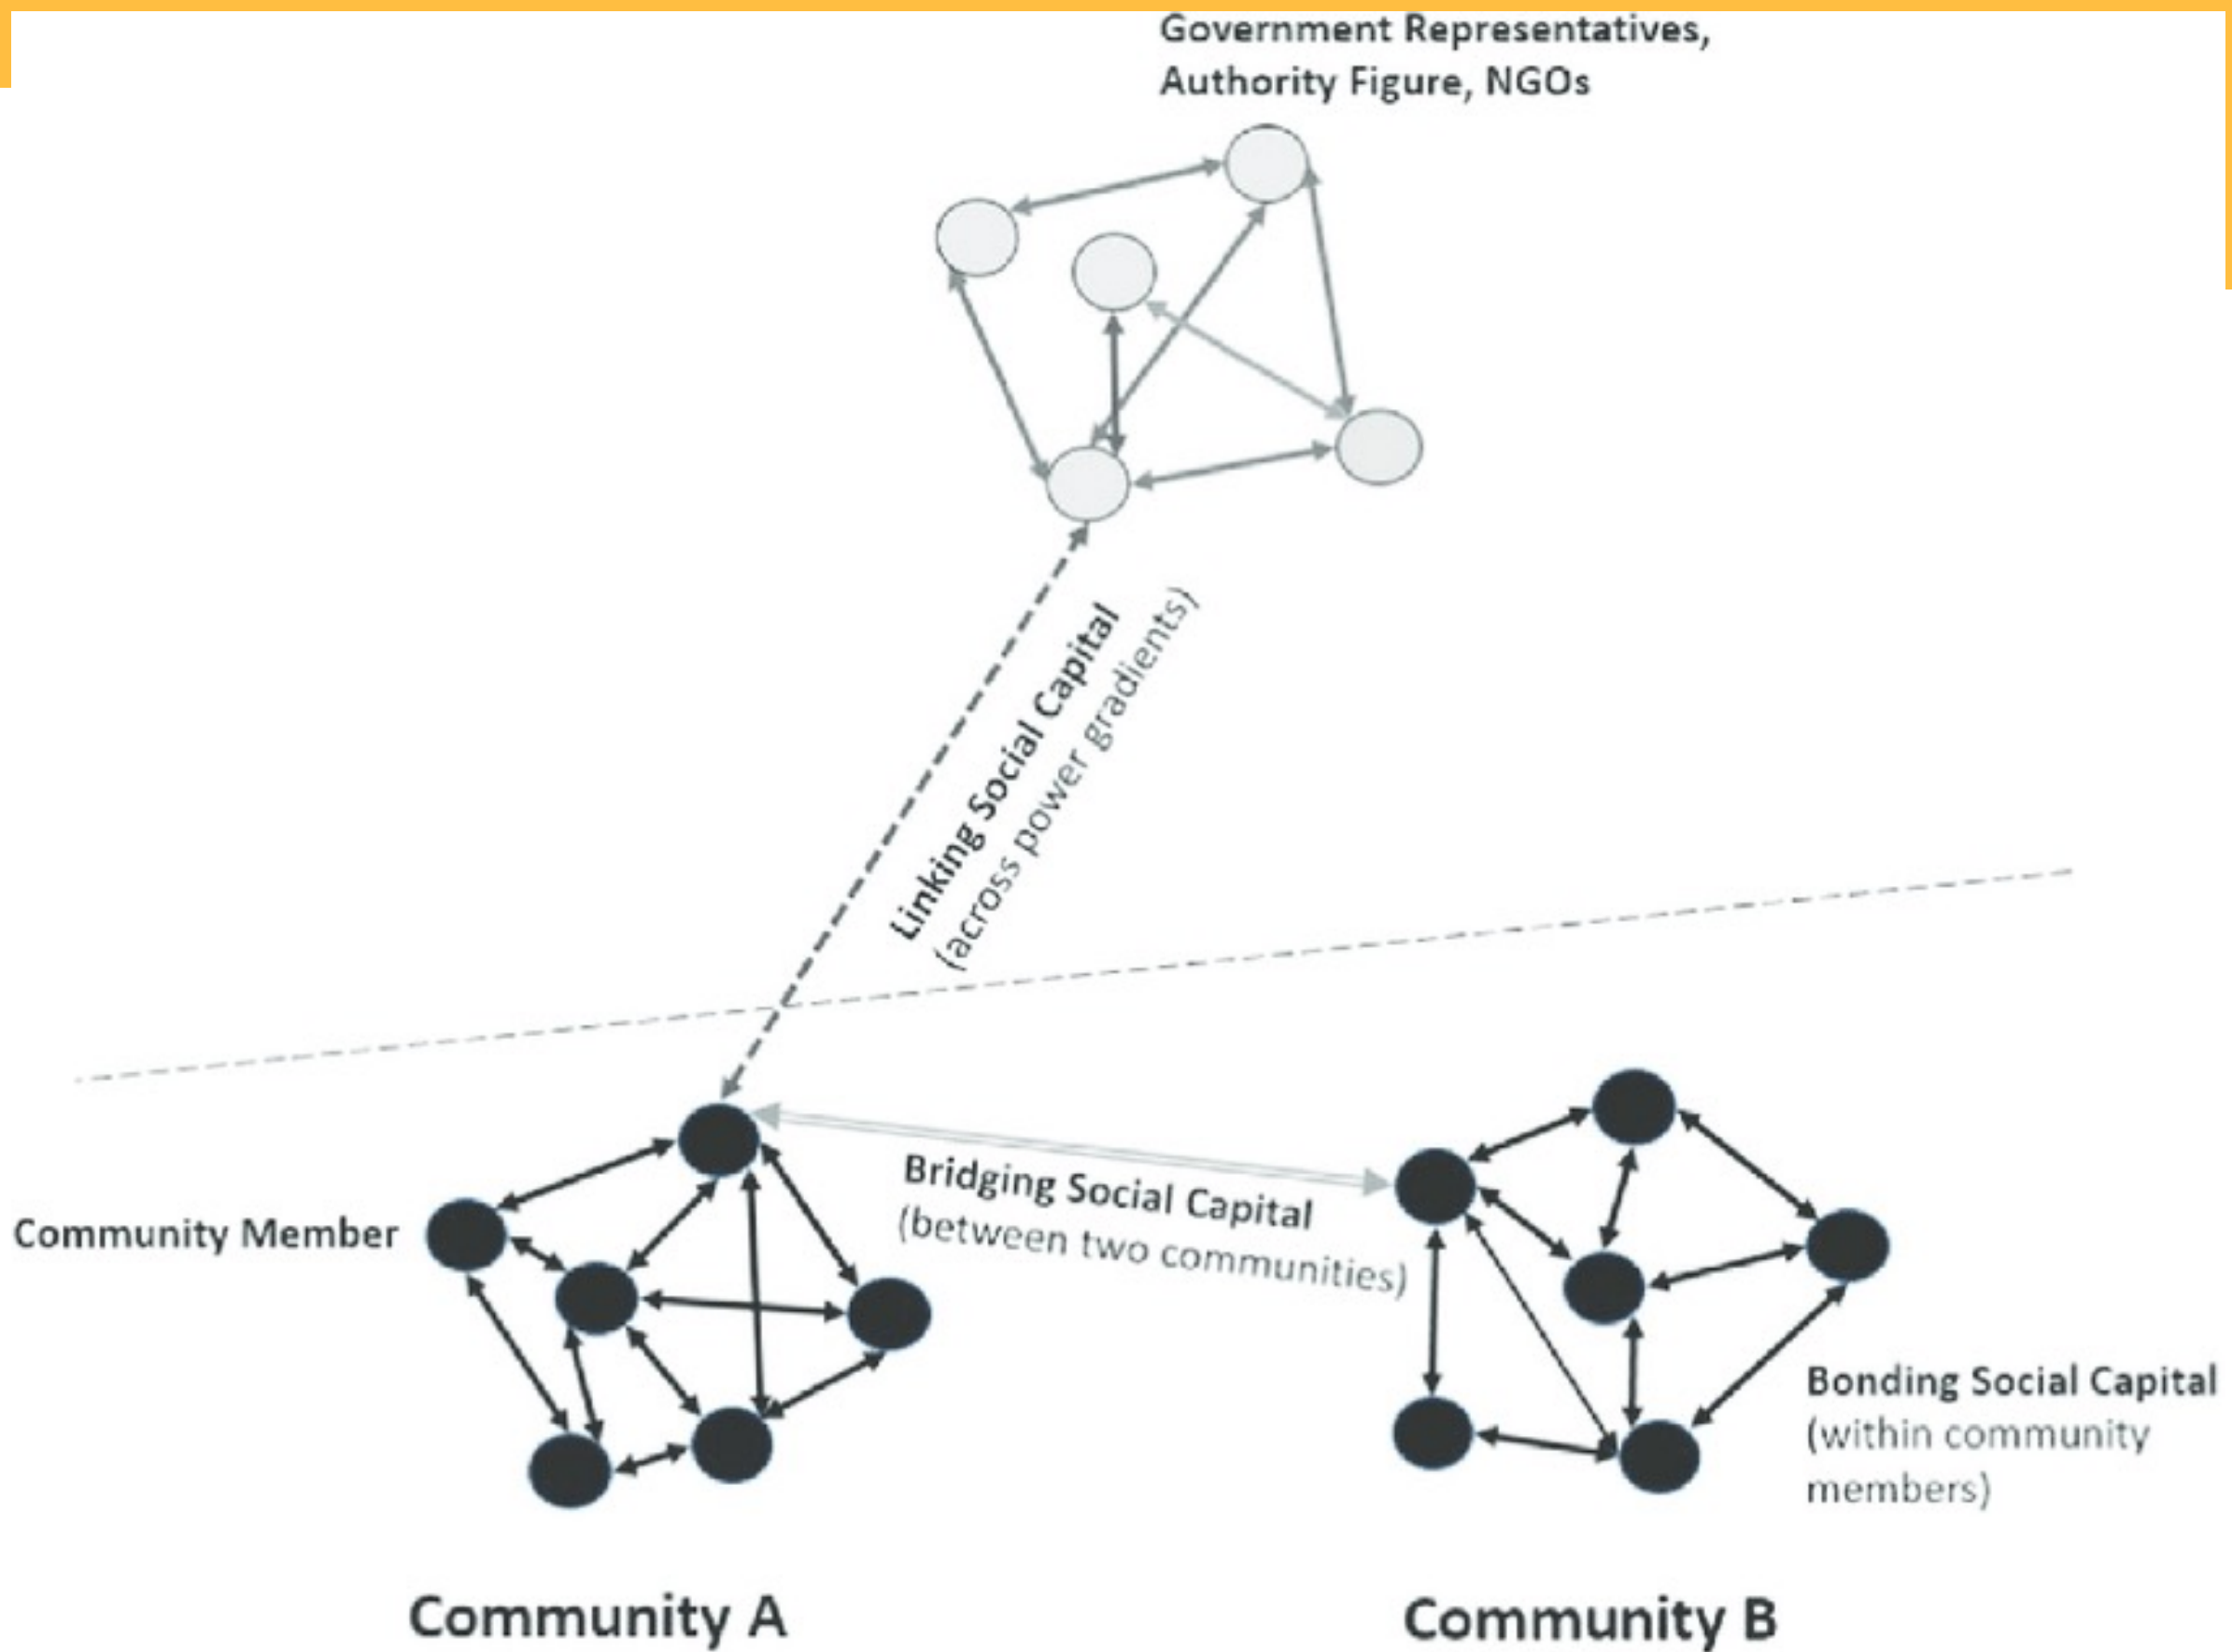 Government Representatives,
Authority Figure, NGOs
Linking Social Capital
(across power gradients)
Bridging Social Capital
(between two communities)
Community Member
Bonding Social Capital
(within community
members)
Community A
Community B